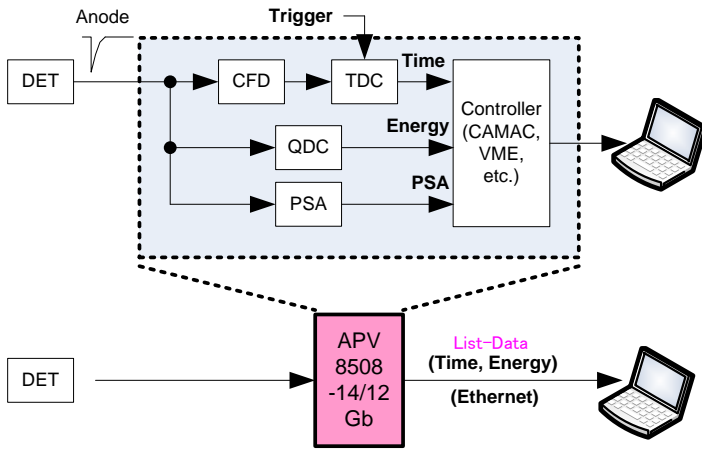 Anode
Trigger
DET
CFD
TDC
Time
Controller
(CAMAC,
VME,
etc.)
Energy
QDC
PSA
PSA
DET
APV
8508
-14/12
Gb
List-Data
(Time, Energy)
(Ethernet)